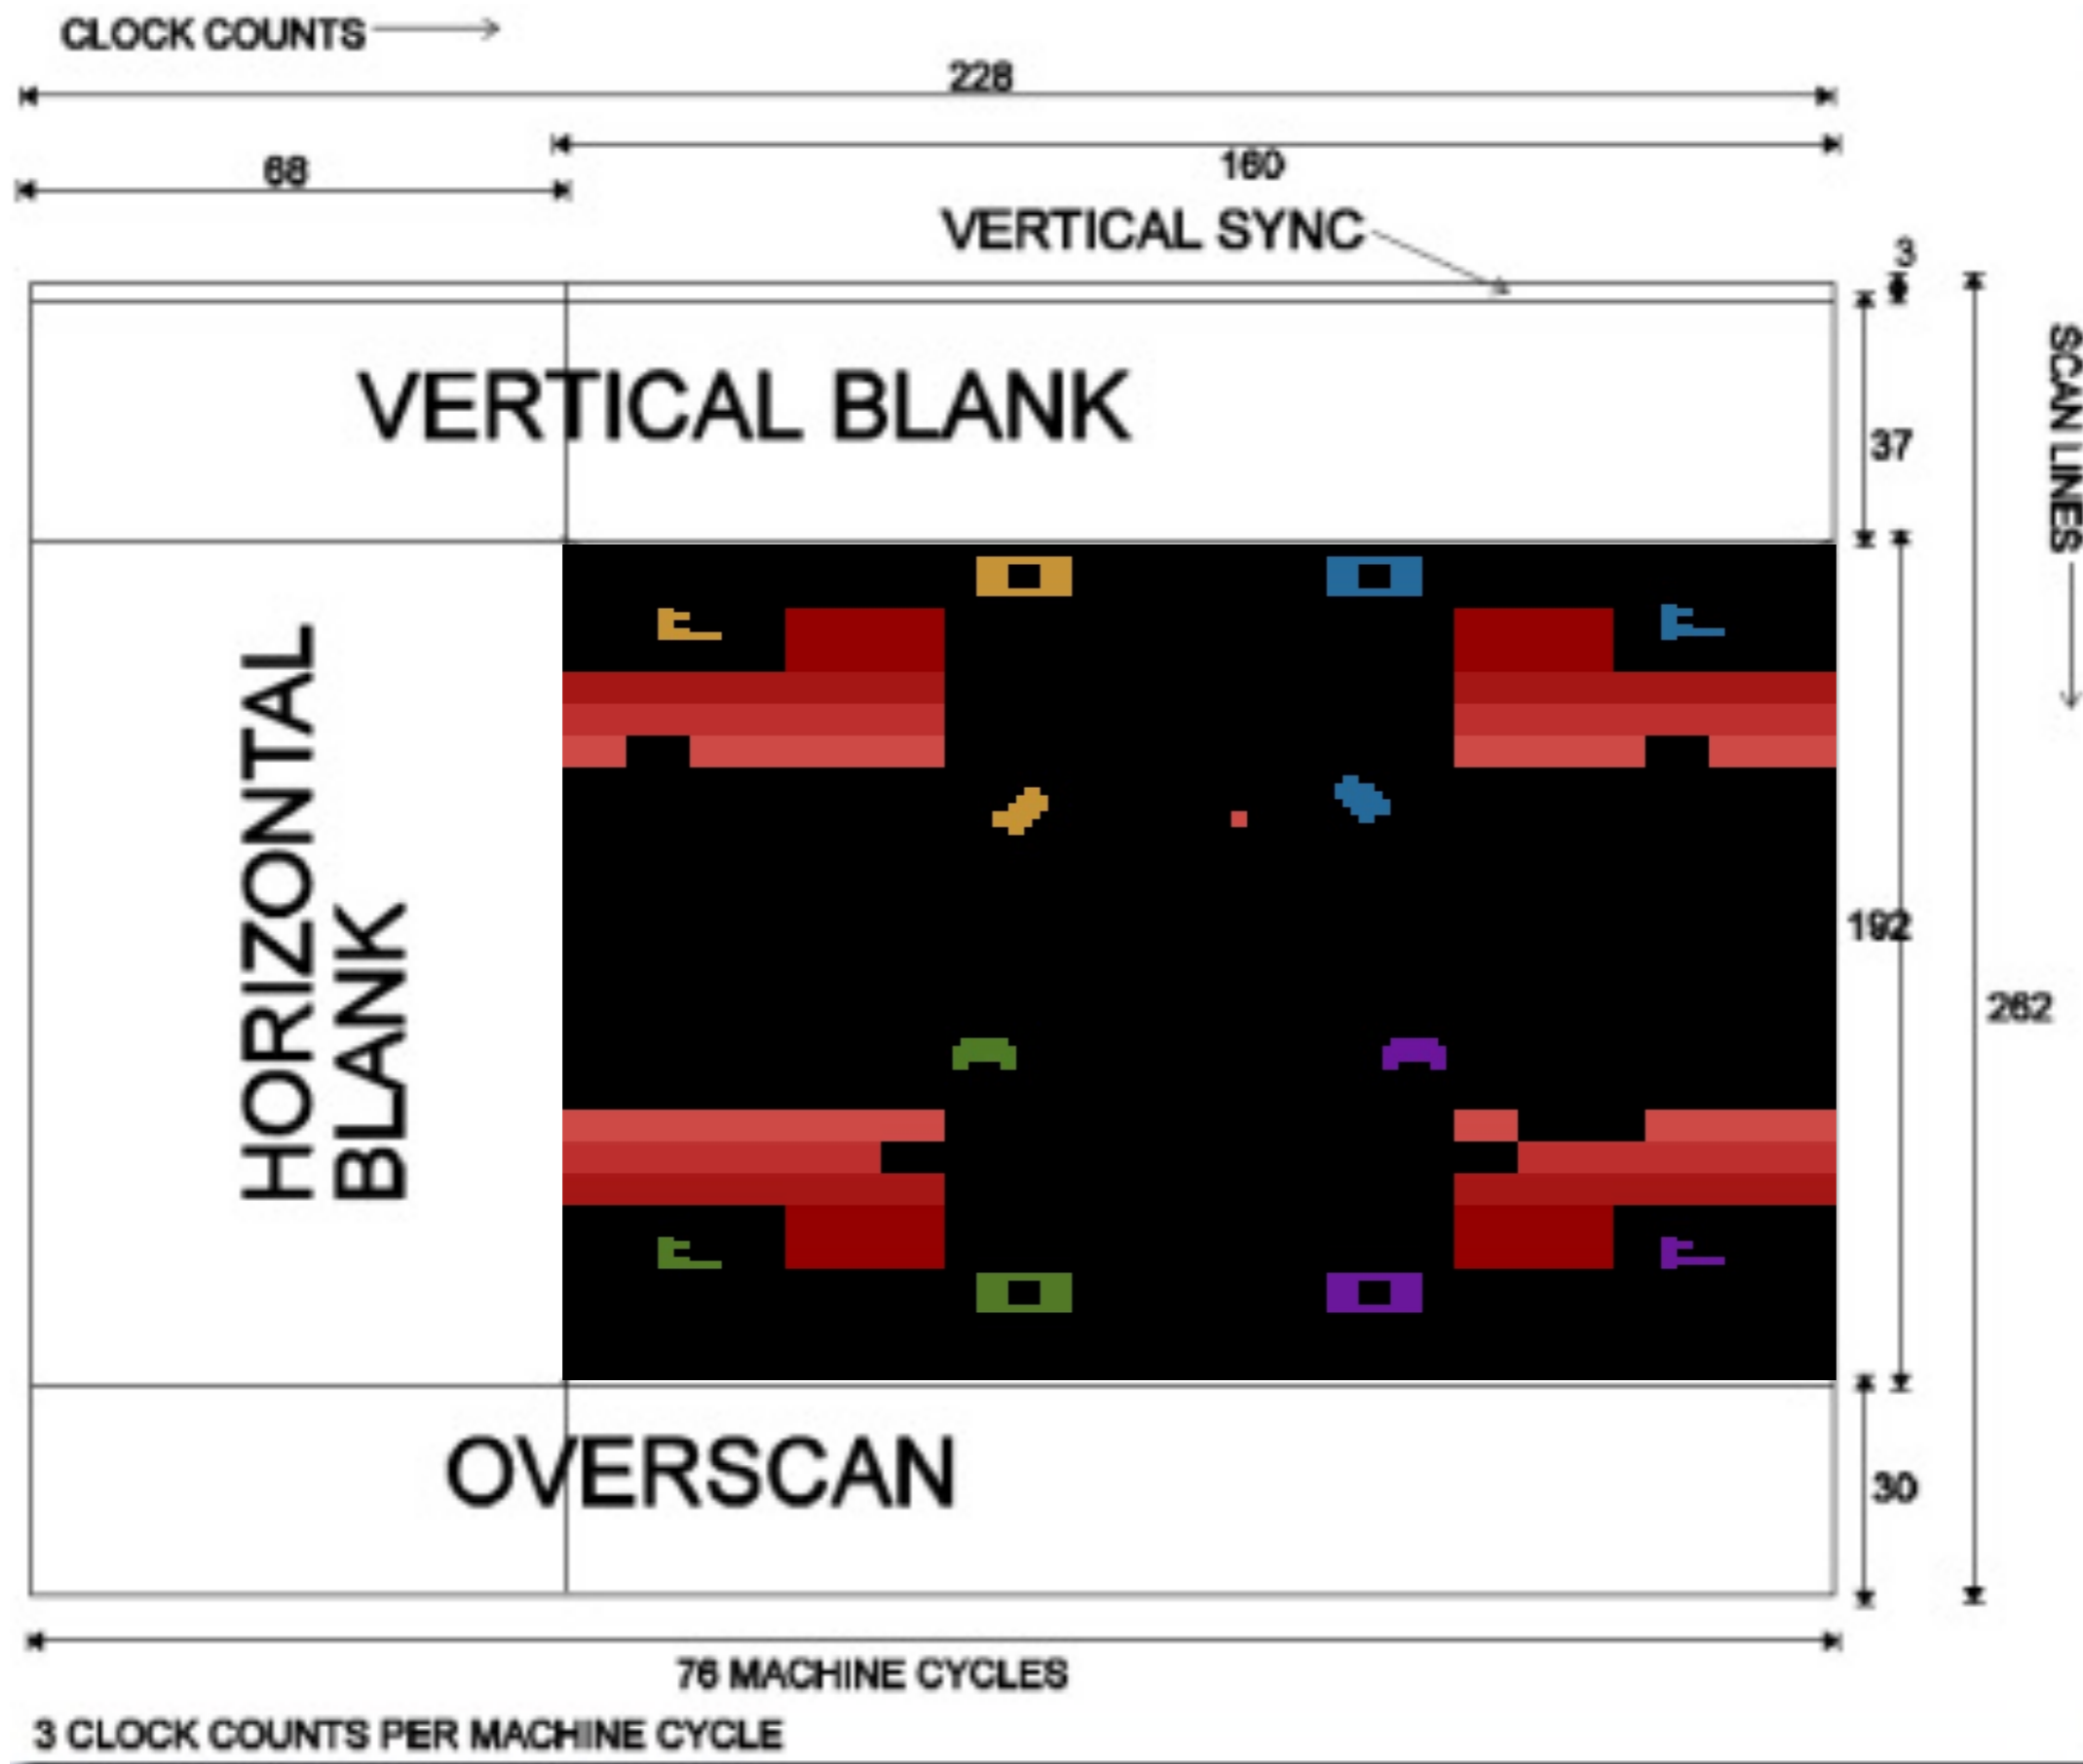 CLOCK COUNTS
228
160
68
VERTICAL SYNC
3
SCAN LINES
VERTICAL BLANK
37
HORIZONTAL
BLANK
192
262
OVERSCAN
30
76 MACHINE CYCLES
3 CLOCK COUNTS PER MACHINE CYCLE